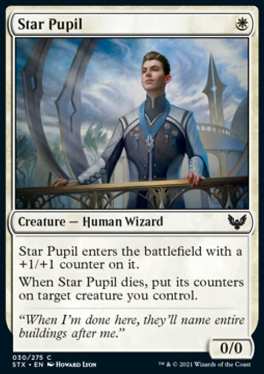 Star Pupil
Creature — Human Wizard
Star Pupil enters the battlefield with a
+1/+1 counter on it.
When Star Pupil dies, put its counters
on target creature you control.
“When I’m done here, they’ll name entire
buildings after me.”
0/0
030/275 C
STX • EN HOWARD LYON
™ & © 2021 Wizards of the Coast